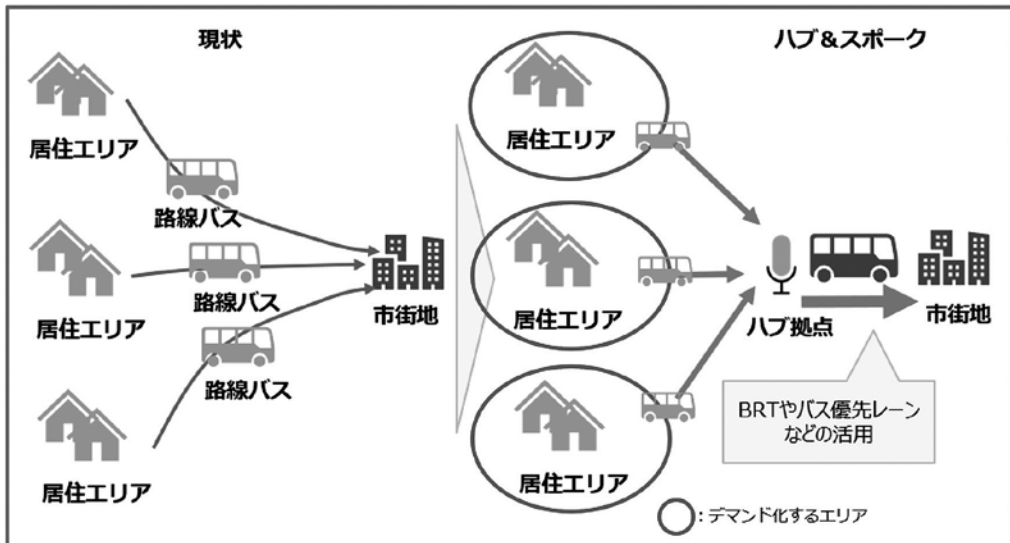 現状
居住エリア
路線バス
居住エリア
路線バス
市街地
路線バス
居住エリア
ハブ＆スポーク
居住エリア
居住エリア
ハブ拠点
市街地
BRTやバス優先レーン
などの活用
居住エリア
：デマンド化するエリア